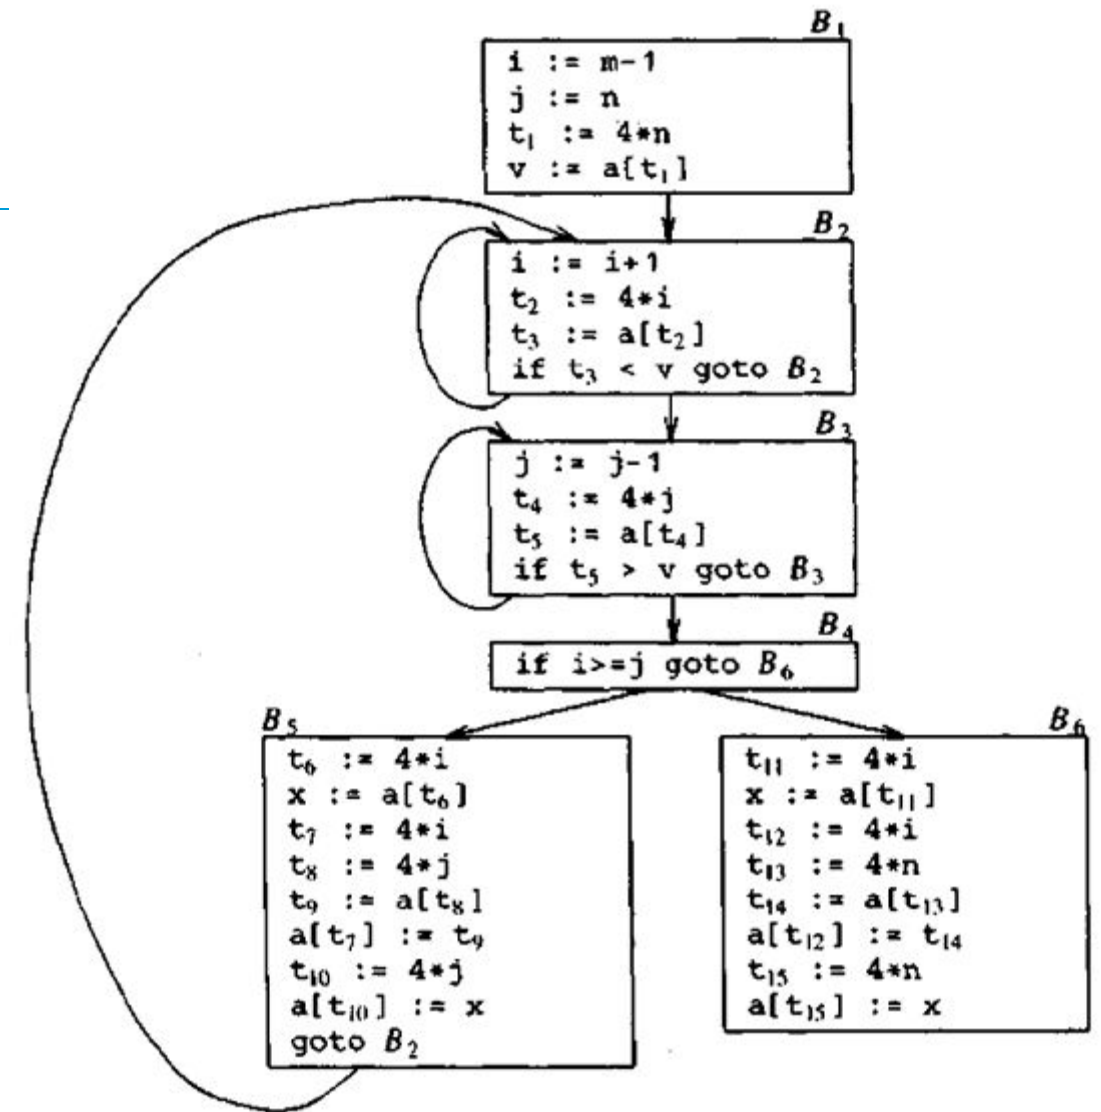 B₁
i := m-1
j := n
t₁ := 4*n
v := a[t₁]
B₂
i := i+1
t₂ := 4*i
t₃ := a[t₂]
if t₃ < v goto B₂
B₃
j := j-1
t₄ := 4*j
t₅ := a[t₄]
if t₅ > v goto B₃
B₄
if i>=j goto B₆
B₅
t₆ := 4*i
x := a[t₆]
t₇ := 4*i
t₈ := 4*j
t₉ := a[t₈]
a[t₇] := t₉
t₁₀ := 4*j
a[t₁₀] := x
goto B₂
B₆
t₁₁ := 4*i
x := a[t₁₁]
t₁₂ := 4*i
t₁₃ := 4*n
t₁₄ := a[t₁₃]
a[t₁₂] := t₁₄
t₁₅ := 4*n
a[t₁₅] := x